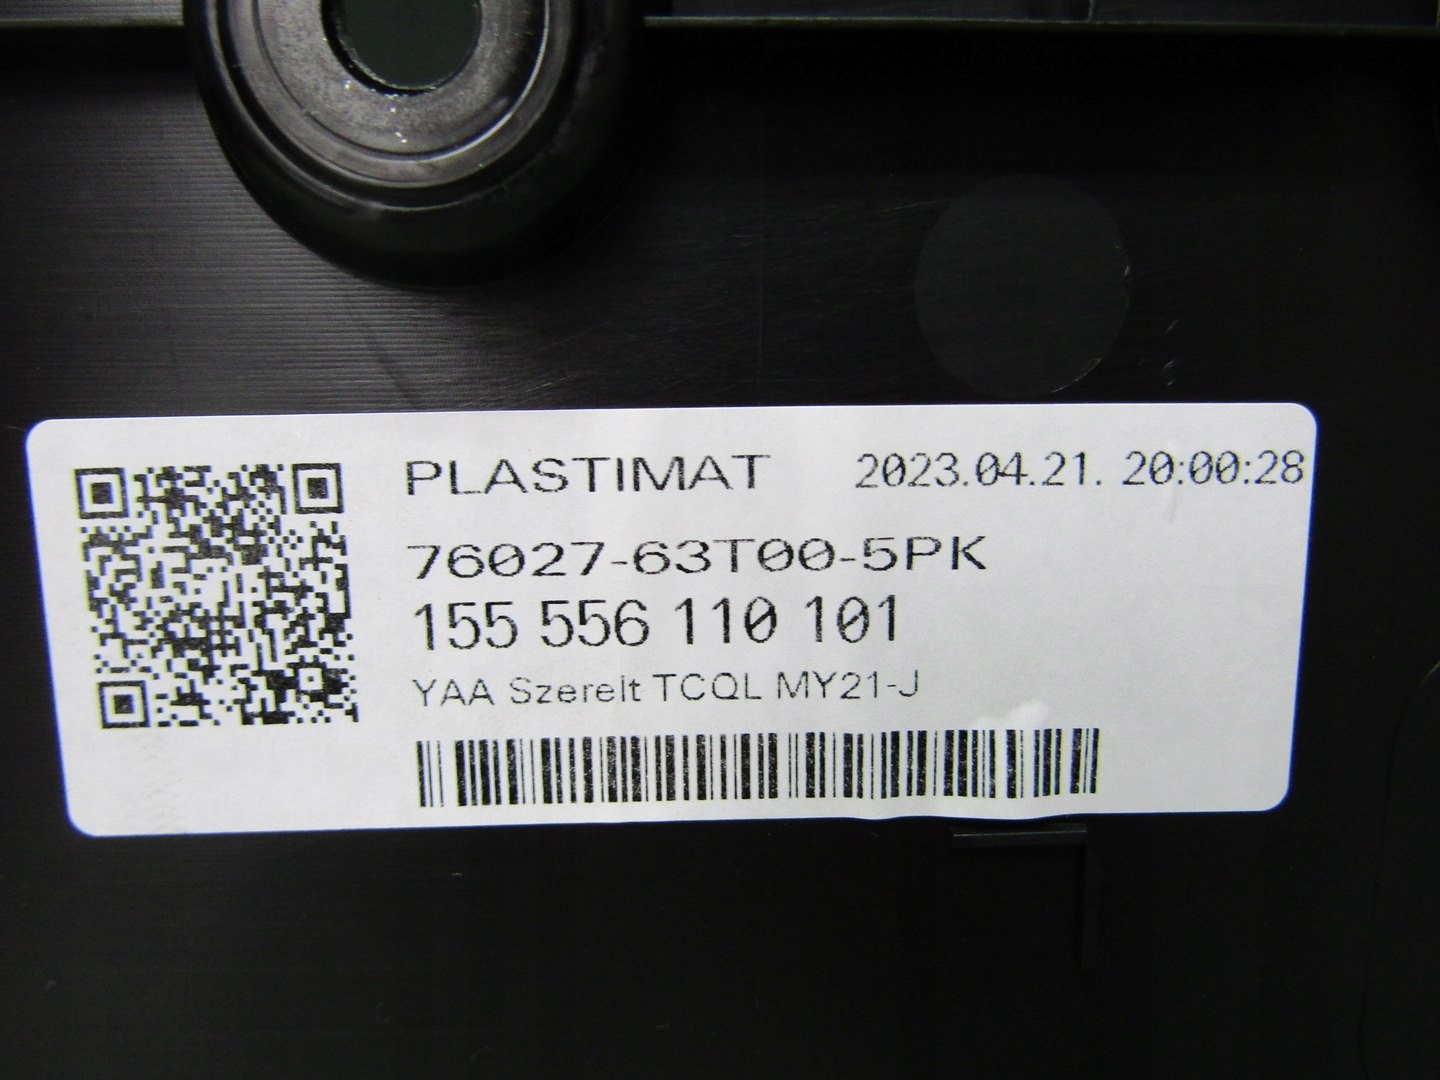 PLASTIMAT 2023.04.21. 20:00:28
76027-63T00-5PK
155 556 110 101
YAA Szerelt TCQL MY21-J